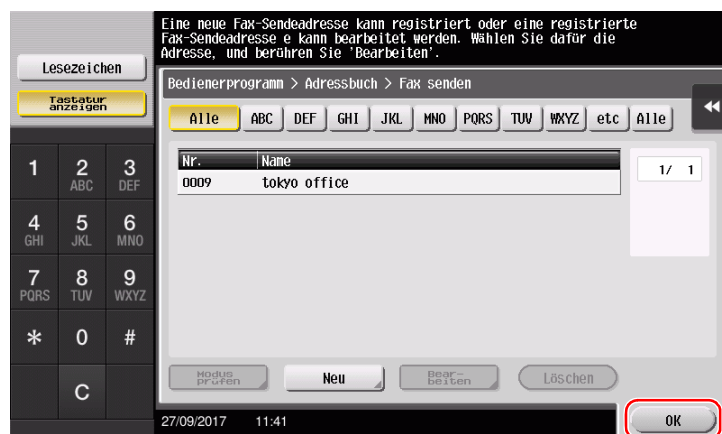 Eine neue Fax-Sendeadresse kann registriert oder eine registrierte
Fax-Sendeadresse e kann bearbeitet werden. Wählen Sie dafür die
Adresse, und berühren Sie 'Bearbeiten'.
Lesezeichen
Tastatur
anzeigen
Bedienerprogramm > Adressbuch > Fax senden
Alle ABC DEF GHI JKL MNO PQRS TUV WXYZ etc Alle
Nr. Name
0009 tokyo office
1/ 1
1 2 3
ABC DEF
4 5 6
GHI JKL MNO
7 8 9
PQRS TUV WXYZ
* 0 #
C
Modus
prüfen
Neu
Bear-
beiten
Löschen
27/09/2017 11:41
OK